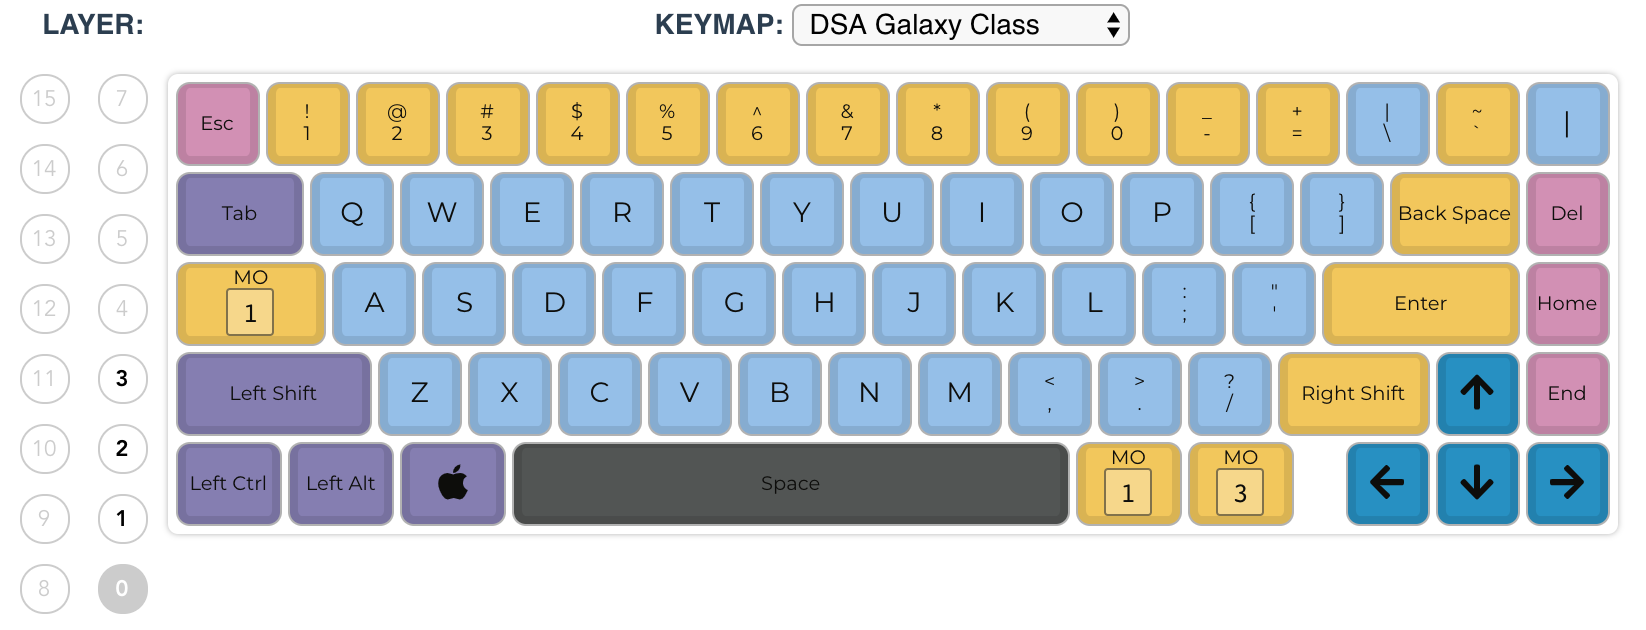 LAYER: KEYMAP: DSA Galaxy Class
15 7 Esc ! @ # $ % ^ & * ( ) _ + | ~ |
1 2 3 4 5 6 7 8 9 0 - = \ `
14 6 Tab Q W E R T Y U I O P { } Back Space Del
[ ]
13 5
12 4 MO A S D F G H J K L : " Enter Home
1 ; '
11 3 Left Shift Z X C V B N M < > ? Right Shift ↑ End
, . /
10 2 Left Ctrl Left Alt Space MO MO ← ↓ →
1 3
9 1
8 0